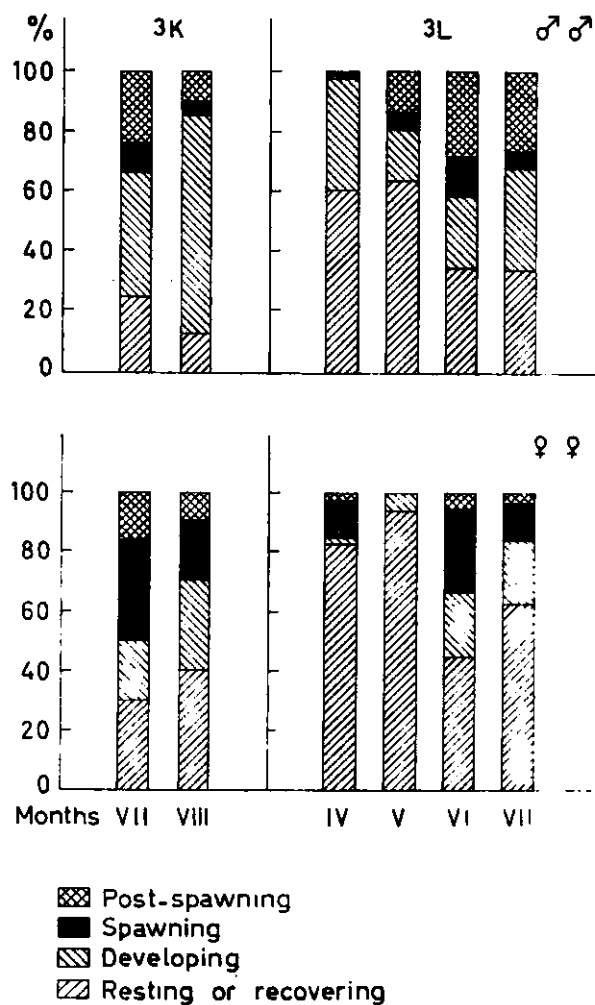 % 3K 3L ♂ ♂
100
80
60
40
20
0
♀ ♀
100
80
60
40
20
0
Months VII VIII IV V VI VII
Post-spawning
Spawning
Developing
Resting or recovering